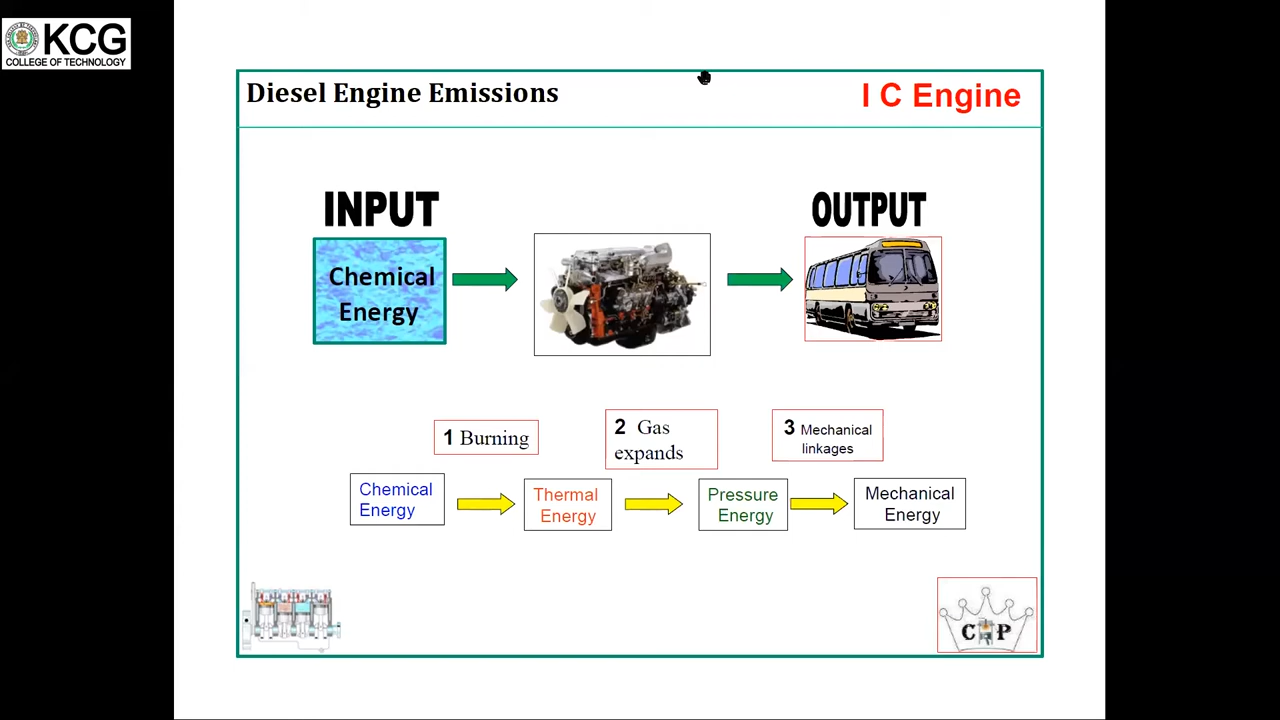 KCG
COLLEGE OF TECHNOLOGY
Diesel Engine Emissions
I C Engine
INPUT
OUTPUT
Chemical
Energy
1 Burning
2 Gas
expands
3 Mechanical
linkages
Chemical
Energy
Thermal
Energy
Pressure
Energy
Mechanical
Energy
C P